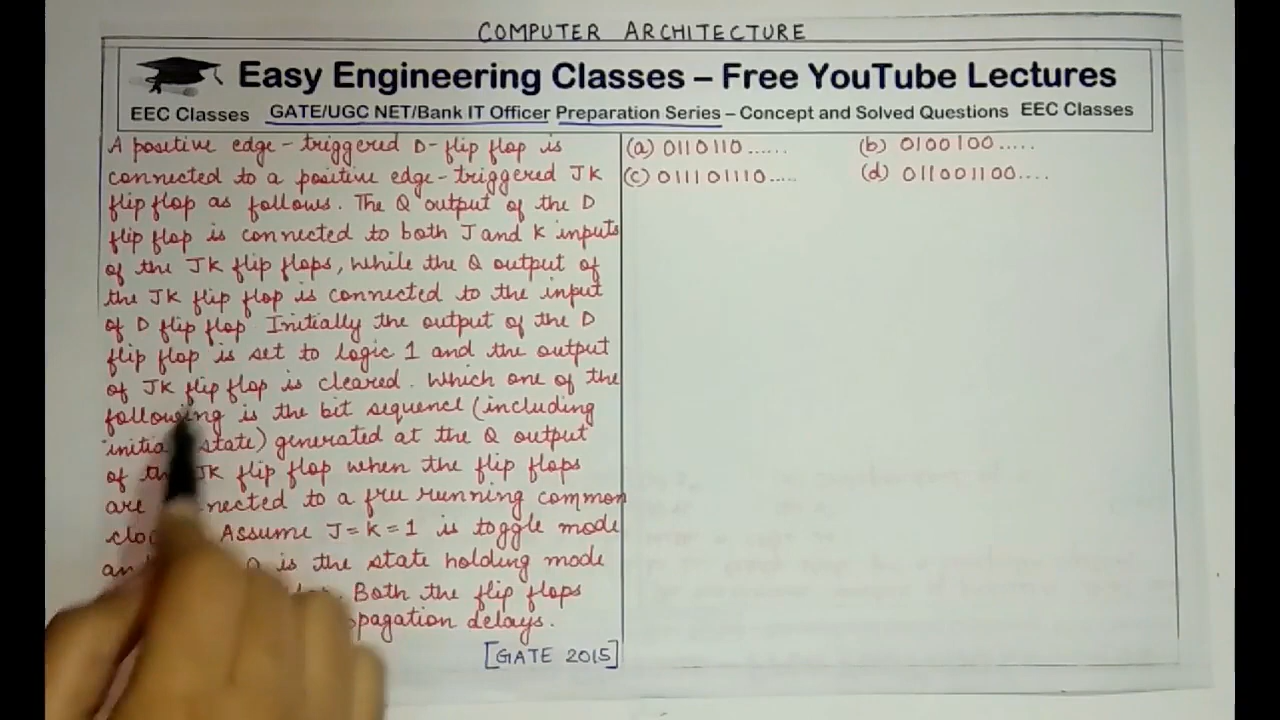 COMPUTER ARCHITECTURE
Easy Engineering Classes – Free YouTube Lectures
EEC Classes GATE/UGC NET/Bank IT Officer Preparation Series – Concept and Solved Questions EEC Classes
A positive edge-triggered D-flip flop is
connected to a positive edge-triggered JK
flip flop as follows. The Q output of the D
flip flop is connected to both J and K inputs
of the JK flip flops, while the Q output of
the JK flip flop is connected to the input
of D flip flop Initially the output of the D
flip flop is set to logic 1 and the output
of JK flip flop is cleared. Which one of the
following is the bit sequence (including
state) generated at the Q output
of JK flip flop when the flip flops
are to a free running common
Assume J=K=1 is toggle mode
is the state holding mode
Both the flip flops
delays.
[GATE 2015]
(a) 0110110...... (b) 0100100.....
(c) 011101110..... (d) 011001100....